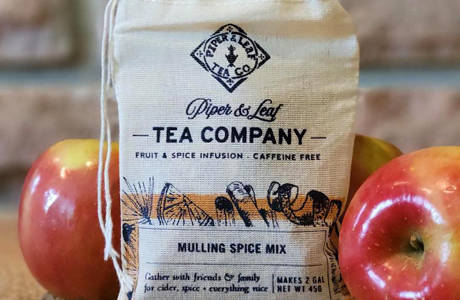 PIPER & LEAF
TEA CO.
Piper & Leaf
TEA COMPANY
FRUIT & SPICE INFUSION - CAFFEINE FREE
MULLING SPICE MIX
Gather with friends & family
for cider, spice + everything nice
MAKES 2 GAL
NET WT 45G